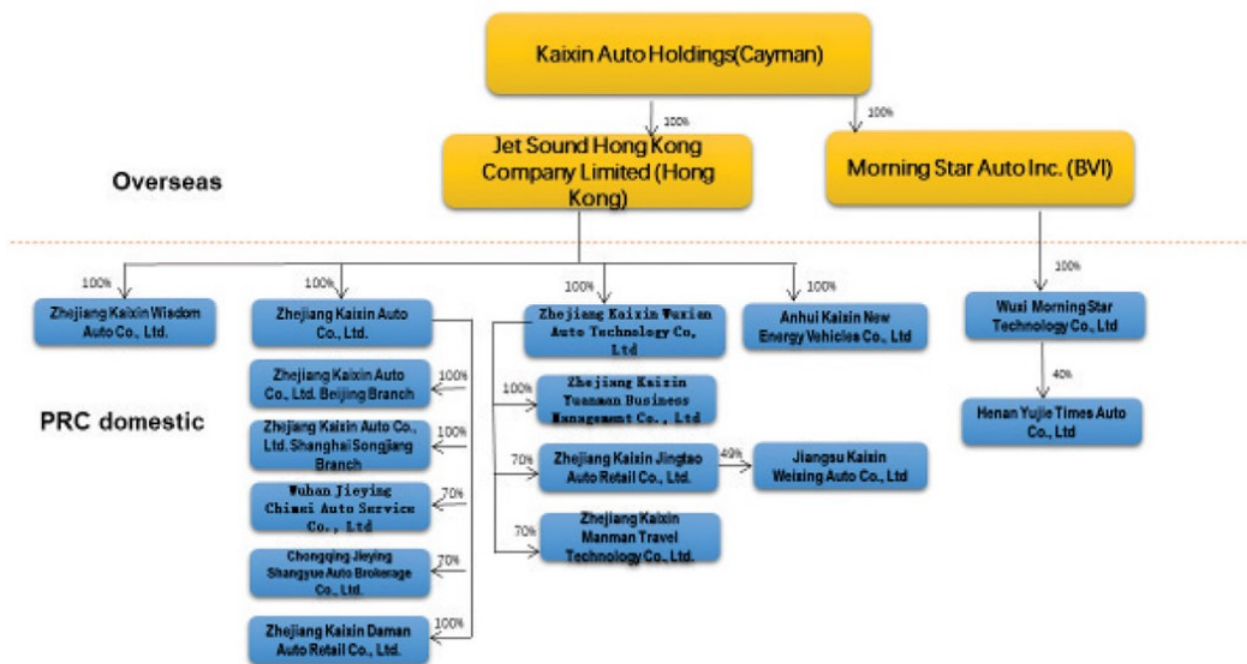 Kaixin Auto Holdings(Cayman)
100%
100%
Jet Sound Hong Kong
Company Limited (Hong
Kong)
Morning Star Auto Inc. (BVI)
Overseas
100%
100%
100%
100%
100%
Zhejiang Kaixin Wisdom
Auto Co., Ltd.
Zhejiang Kaixin Auto
Co., Ltd.
Zhejiang Kaixin Wuxian
Auto Technology Co,
Ltd
Anhui Kaixin New
Energy Vehicles Co., Ltd
Wuxi Morning Star
Technology Co., Ltd
PRC domestic
Zhejiang Kaixin Auto
Co., Ltd. Beijing Branch
100%
Zhejiang Kaixin Auto Co.,
Ltd. Shanghai Songjiang
Branch
100%
Wuhan Jieying
Chimei Auto Service
Co., Ltd
70%
Chongqing Jieying
Shangyue Auto Brokerage
Co., Ltd.
70%
Zhejiang Kaixin Daman
Auto Retail Co., Ltd.
100%
100%
Zhejiang Kaixin
Yuanman Business
Management Co., Ltd
70%
Zhejiang Kaixin Jingtao
Auto Retail Co., Ltd.
49%
Jiangsu Kaixin
Weixing Auto Co., Ltd
70%
Zhejiang Kaixin
Manman Travel
Technology Co., Ltd.
40%
Henan Yujie Times Auto
Co., Ltd